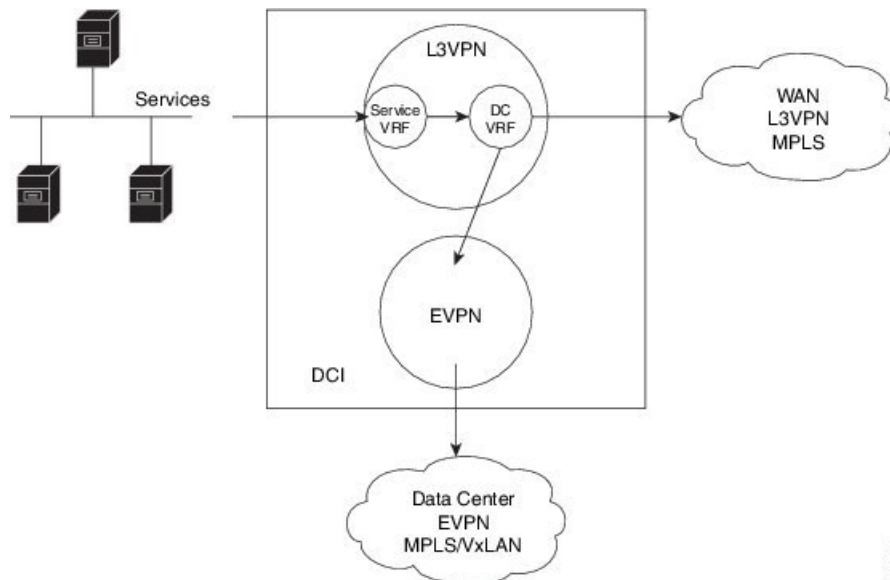 L3VPN
Services
Service
VRF
DC
VRF
WAN
L3VPN
MPLS
EVPN
DCI
Data Center
EVPN
MPLS/VxLAN